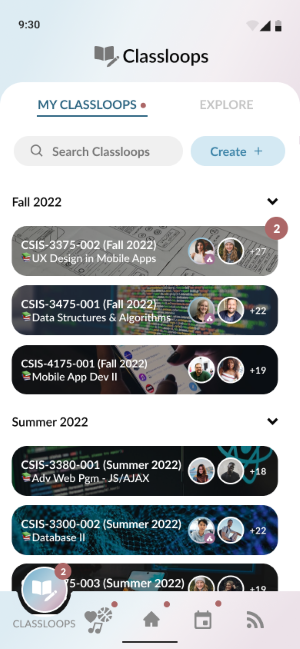 9:30
Classloops
MY CLASSLOOPS
EXPLORE
Search Classloops
Create +
Fall 2022
2
CSIS-3375-002 (Fall 2022)
UX Design in Mobile Apps
+27
CSIS-3475-001 (Fall 2022)
Data Structures & Algorithms
+22
CSIS-4175-001 (Fall 2022)
Mobile App Dev II
+19
Summer 2022
CSIS-3380-001 (Summer 2022)
Adv Web Pgm - JS/AJAX
+18
CSIS-3300-002 (Summer 2022)
Database II
+22
75-003 (Summer 2022)
+19
2
CLASSLOOPS